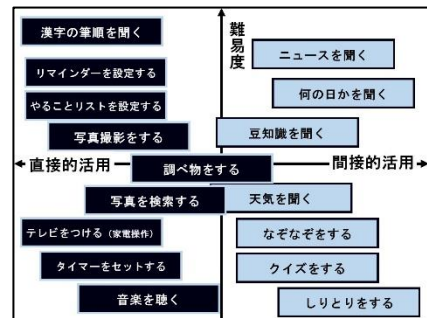 漢字の筆順を聞く
難易度
ニュースを聞く
リマインダーを設定する
何の日かを聞く
やることリストを設定する
写真撮影をする
豆知識を聞く
直接的活用
調べ物をする
間接的活用
写真を検索する
天気を聞く
テレビをつける（家電操作）
なぞなぞをする
タイマーをセットする
クイズをする
音楽を聴く
しりとりをする